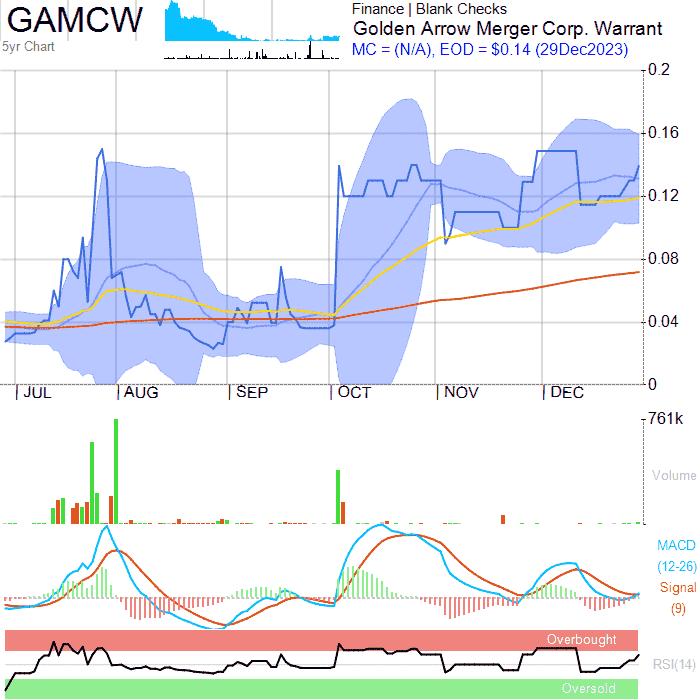 GAMCW
5yr Chart
Finance | Blank Checks
Golden Arrow Merger Corp. Warrant
MC = (N/A), EOD = $0.14 (29Dec2023)
0.2
0.16
0.12
0.08
0.04
0
JUL AUG SEP OCT NOV DEC
761k
Volume
MACD
(12-26)
Signal
(9)
Overbought
RSI(14)
Oversold